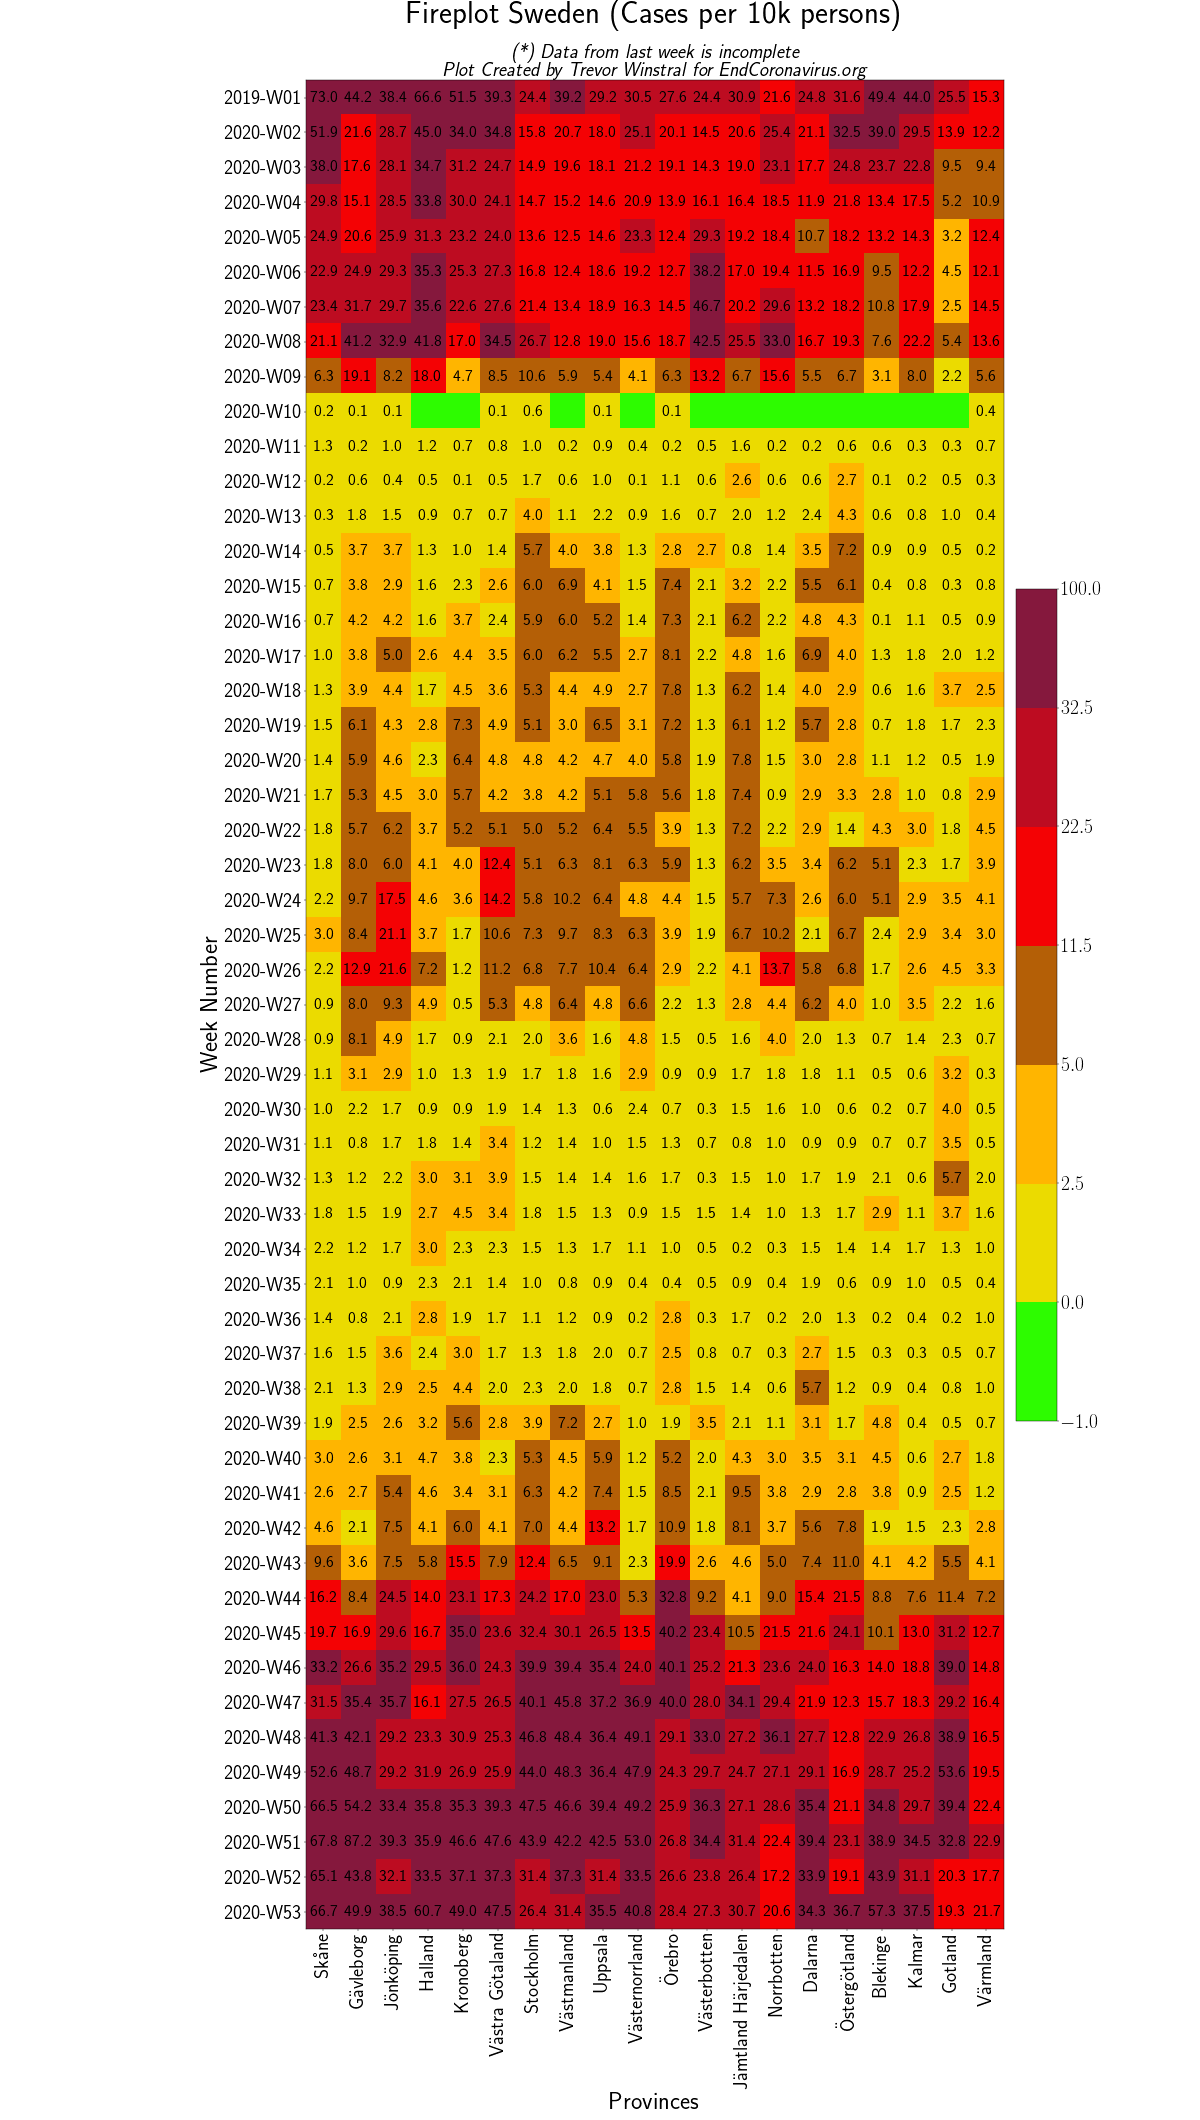 Fireplot Sweden (Cases per 10k persons)
(*) Data from last week is incomplete
Plot Created by Trevor Winstral for EndCoronavirus.org
2019-W01 73.0 44.2 38.4 66.6 51.5 39.3 24.4 39.2 29.2 30.5 27.6 24.4 30.9 21.6 24.8 31.6 49.4 44.0 25.5 15.3
2020-W02 51.9 21.6 28.7 45.0 34.0 34.8 15.8 20.7 18.0 25.1 20.1 14.5 20.6 25.4 21.1 32.5 39.0 29.5 13.9 12.2
2020-W03 38.0 17.6 28.1 34.7 31.2 24.7 14.9 19.6 18.1 21.2 19.1 14.3 19.0 23.1 17.7 24.8 23.7 22.8 9.5 9.4
2020-W04 29.8 15.1 28.5 33.8 30.0 24.1 14.7 15.2 14.6 20.9 13.9 16.1 16.4 18.5 11.9 21.8 13.4 17.5 5.2 10.9
2020-W05 24.9 20.6 25.9 31.3 23.2 24.0 13.6 12.5 14.6 23.3 12.4 29.3 19.2 18.4 10.7 18.2 13.2 14.3 3.2 12.4
2020-W06 22.9 24.9 29.3 35.3 25.3 27.3 16.8 12.4 18.6 19.2 12.7 38.2 17.0 19.4 11.5 16.9 9.5 12.2 4.5 12.1
2020-W07 23.4 31.7 29.7 35.6 22.6 27.6 21.4 13.4 18.9 16.3 14.5 46.7 20.2 29.6 13.2 18.2 10.8 17.9 2.5 14.5
2020-W08 21.1 41.2 32.9 41.8 17.0 34.5 26.7 12.8 19.0 15.6 18.7 42.5 25.5 33.0 16.7 19.3 7.6 22.2 5.4 13.6
2020-W09 6.3 19.1 8.2 18.0 4.7 8.5 10.6 5.9 5.4 4.1 6.3 13.2 6.7 15.6 5.5 6.7 3.1 8.0 2.2 5.6
2020-W10 0.2 0.1 0.1 0.1 0.6 0.1 0.1 0.4
2020-W11 1.3 0.2 1.0 1.2 0.7 0.8 1.0 0.2 0.9 0.4 0.2 0.5 1.6 0.2 0.2 0.6 0.6 0.3 0.3 0.7
2020-W12 0.2 0.6 0.4 0.5 0.1 0.5 1.7 0.6 1.0 0.1 1.1 0.6 2.6 0.6 0.6 2.7 0.1 0.2 0.5 0.3
2020-W13 0.3 1.8 1.5 0.9 0.7 0.7 4.0 1.1 2.2 0.9 1.6 0.7 2.0 1.2 2.4 4.3 0.6 0.8 1.0 0.4
2020-W14 0.5 3.7 3.7 1.3 1.0 1.4 5.7 4.0 3.8 1.3 2.8 2.7 0.8 1.4 3.5 7.2 0.9 0.9 0.5 0.2
2020-W15 0.7 3.8 2.9 1.6 2.3 2.6 6.0 6.9 4.1 1.5 7.4 2.1 3.2 2.2 5.5 6.1 0.4 0.8 0.3 0.8
2020-W16 0.7 4.2 4.2 1.6 3.7 2.4 5.9 6.0 5.2 1.4 7.3 2.1 6.2 2.2 4.8 4.3 0.1 1.1 0.5 0.9
2020-W17 1.0 3.8 5.0 2.6 4.4 3.5 6.0 6.2 5.5 2.7 8.1 2.2 4.8 1.6 6.9 4.0 1.3 1.8 2.0 1.2
2020-W18 1.3 3.9 4.4 1.7 4.5 3.6 5.3 4.4 4.9 2.7 7.8 1.3 6.2 1.4 4.0 2.9 0.6 1.6 3.7 2.5
2020-W19 1.5 6.1 4.3 2.8 7.3 4.9 5.1 3.0 6.5 3.1 7.2 1.3 6.1 1.2 5.7 2.8 0.7 1.8 1.7 2.3
2020-W20 1.4 5.9 4.6 2.3 6.4 4.8 4.8 4.2 4.7 4.0 5.8 1.9 7.8 1.5 3.0 2.8 1.1 1.2 0.5 1.9
2020-W21 1.7 5.3 4.5 3.0 5.7 4.2 3.8 4.2 5.1 5.8 5.6 1.8 7.4 0.9 2.9 3.3 2.8 1.0 0.8 2.9
2020-W22 1.8 5.7 6.2 3.7 5.2 5.1 5.0 5.2 6.4 5.5 3.9 1.3 7.2 2.2 2.9 1.4 4.3 3.0 1.8 4.5
2020-W23 1.8 8.0 6.0 4.1 4.0 12.4 5.1 6.3 8.1 6.3 5.9 1.3 6.2 3.5 3.4 6.2 5.1 2.3 1.7 3.9
2020-W24 2.2 9.7 17.5 4.6 3.6 14.2 5.8 10.2 6.4 4.8 4.4 1.5 5.7 7.3 2.6 6.0 5.1 2.9 3.5 4.1
2020-W25 3.0 8.4 21.1 3.7 1.7 10.6 7.3 9.7 8.3 6.3 3.9 1.9 6.7 10.2 2.1 6.7 2.4 2.9 3.4 3.0
2020-W26 2.2 12.9 21.6 7.2 1.2 11.2 6.8 7.7 10.4 6.4 2.9 2.2 4.1 13.7 5.8 6.8 1.7 2.6 4.5 3.3
2020-W27 0.9 8.0 9.3 4.9 0.5 5.3 4.8 6.4 4.8 6.6 2.2 1.3 2.8 4.4 6.2 4.0 1.0 3.5 2.2 1.6
2020-W28 0.9 8.1 4.9 1.7 0.9 2.1 2.0 3.6 1.6 4.8 1.5 0.5 1.6 4.0 2.0 1.3 0.7 1.4 2.3 0.7
2020-W29 1.1 3.1 2.9 1.0 1.3 1.9 1.7 1.8 1.6 2.9 0.9 0.9 1.7 1.8 1.8 1.1 0.5 0.6 3.2 0.3
2020-W30 1.0 2.2 1.7 0.9 0.9 1.9 1.4 1.3 0.6 2.4 0.7 0.3 1.5 1.6 1.0 0.6 0.2 0.7 4.0 0.5
2020-W31 1.1 0.8 1.7 1.8 1.4 3.4 1.2 1.4 1.0 1.5 1.3 0.7 0.8 1.0 0.9 0.9 0.7 0.7 3.5 0.5
2020-W32 1.3 1.2 2.2 3.0 3.1 3.9 1.5 1.4 1.4 1.6 1.7 0.3 1.5 1.0 1.7 1.9 2.1 0.6 5.7 2.0
2020-W33 1.8 1.5 1.9 2.7 4.5 3.4 1.8 1.5 1.3 0.9 1.5 1.5 1.4 1.0 1.3 1.7 2.9 1.1 3.7 1.6
2020-W34 2.2 1.2 1.7 3.0 2.3 2.3 1.5 1.3 1.7 1.1 1.0 0.5 0.2 0.3 1.5 1.4 1.4 1.7 1.3 1.0
2020-W35 2.1 1.0 0.9 2.3 2.1 1.4 1.0 0.8 0.9 0.4 0.4 0.5 0.9 0.4 1.9 0.6 0.9 1.0 0.5 0.4
2020-W36 1.4 0.8 2.1 2.8 1.9 1.7 1.1 1.2 0.9 0.2 2.8 0.3 1.7 0.2 2.0 1.3 0.2 0.4 0.2 1.0
2020-W37 1.6 1.5 3.6 2.4 3.0 1.7 1.3 1.8 2.0 0.7 2.5 0.8 0.7 0.3 2.7 1.5 0.3 0.3 0.5 0.7
2020-W38 2.1 1.3 2.9 2.5 4.4 2.0 2.3 2.0 1.8 0.7 2.8 1.5 1.4 0.6 5.7 1.2 0.9 0.4 0.8 1.0
2020-W39 1.9 2.5 2.6 3.2 5.6 2.8 3.9 7.2 2.7 1.0 1.9 3.5 2.1 1.1 3.1 1.7 4.8 0.4 0.5 0.7
2020-W40 3.0 2.6 3.1 4.7 3.8 2.3 5.3 4.5 5.9 1.2 5.2 2.0 4.3 3.0 3.5 3.1 4.5 0.6 2.7 1.8
2020-W41 2.6 2.7 5.4 4.6 3.4 3.1 6.3 4.2 7.4 1.5 8.5 2.1 9.5 3.8 2.9 2.8 3.8 0.9 2.5 1.2
2020-W42 4.6 2.1 7.5 4.1 6.0 4.1 7.0 4.4 13.2 1.7 10.9 1.8 8.1 3.7 5.6 7.8 1.9 1.5 2.3 2.8
2020-W43 9.6 3.6 7.5 5.8 15.5 7.9 12.4 6.5 9.1 2.3 19.9 2.6 4.6 5.0 7.4 11.0 4.1 4.2 5.5 4.1
2020-W44 16.2 8.4 24.5 14.0 23.1 17.3 24.2 17.0 23.0 5.3 32.8 9.2 4.1 9.0 15.4 21.5 8.8 7.6 11.4 7.2
2020-W45 19.7 16.9 29.6 16.7 35.0 23.6 32.4 30.1 26.5 13.5 40.2 23.4 10.5 21.5 21.6 24.1 10.1 13.0 31.2 12.7
2020-W46 33.2 26.6 35.2 29.5 36.0 24.3 39.9 39.4 35.4 24.0 40.1 25.2 21.3 23.6 24.0 16.3 14.0 18.8 39.0 14.8
2020-W47 31.5 35.4 35.7 16.1 27.5 26.5 40.1 45.8 37.2 36.9 40.0 28.0 34.1 29.4 21.9 12.3 15.7 18.3 29.2 16.4
2020-W48 41.3 42.1 29.2 23.3 30.9 25.3 46.8 48.4 36.4 49.1 29.1 33.0 27.2 36.1 27.7 12.8 22.9 26.8 38.9 16.5
2020-W49 52.6 48.7 29.2 31.9 26.9 25.9 44.0 48.3 36.4 47.9 24.3 29.7 24.7 27.1 29.1 16.9 28.7 25.2 53.6 19.5
2020-W50 66.5 54.2 33.4 35.8 35.3 39.3 47.5 46.6 39.4 49.2 25.9 36.3 27.1 28.6 35.4 21.1 34.8 29.7 39.4 22.4
2020-W51 67.8 87.2 39.3 35.9 46.6 47.6 43.9 42.2 42.5 53.0 26.8 34.4 31.4 22.4 39.4 23.1 38.9 34.5 32.8 22.9
2020-W52 65.1 43.8 32.1 33.5 37.1 37.3 31.4 37.3 31.4 33.5 26.6 23.8 26.4 17.2 33.9 19.1 43.9 31.1 20.3 17.7
2020-W53 66.7 49.9 38.5 60.7 49.0 47.5 26.4 31.4 35.5 40.8 28.4 27.3 30.7 20.6 34.3 36.7 57.3 37.5 19.3 21.7
Week Number
Skåne Gävleborg Jönköping Halland Kronoberg Västra Götaland Stockholm Västmanland Uppsala Västernorrland Örebro Västerbotten Jämtland Härjedalen Norrbotten Dalarna Östergötland Blekinge Kalmar Gotland Värmland
Provinces
100.0
32.5
22.5
11.5
5.0
2.5
0.0
−1.0